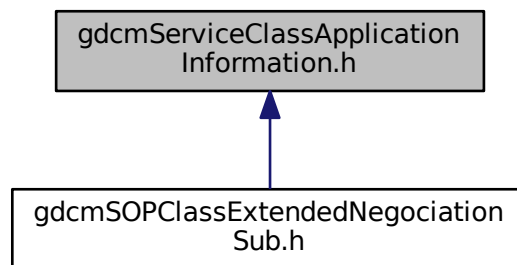 gdcmServiceClassApplication
Information.h
gdcmSOPClassExtendedNegociation
Sub.h